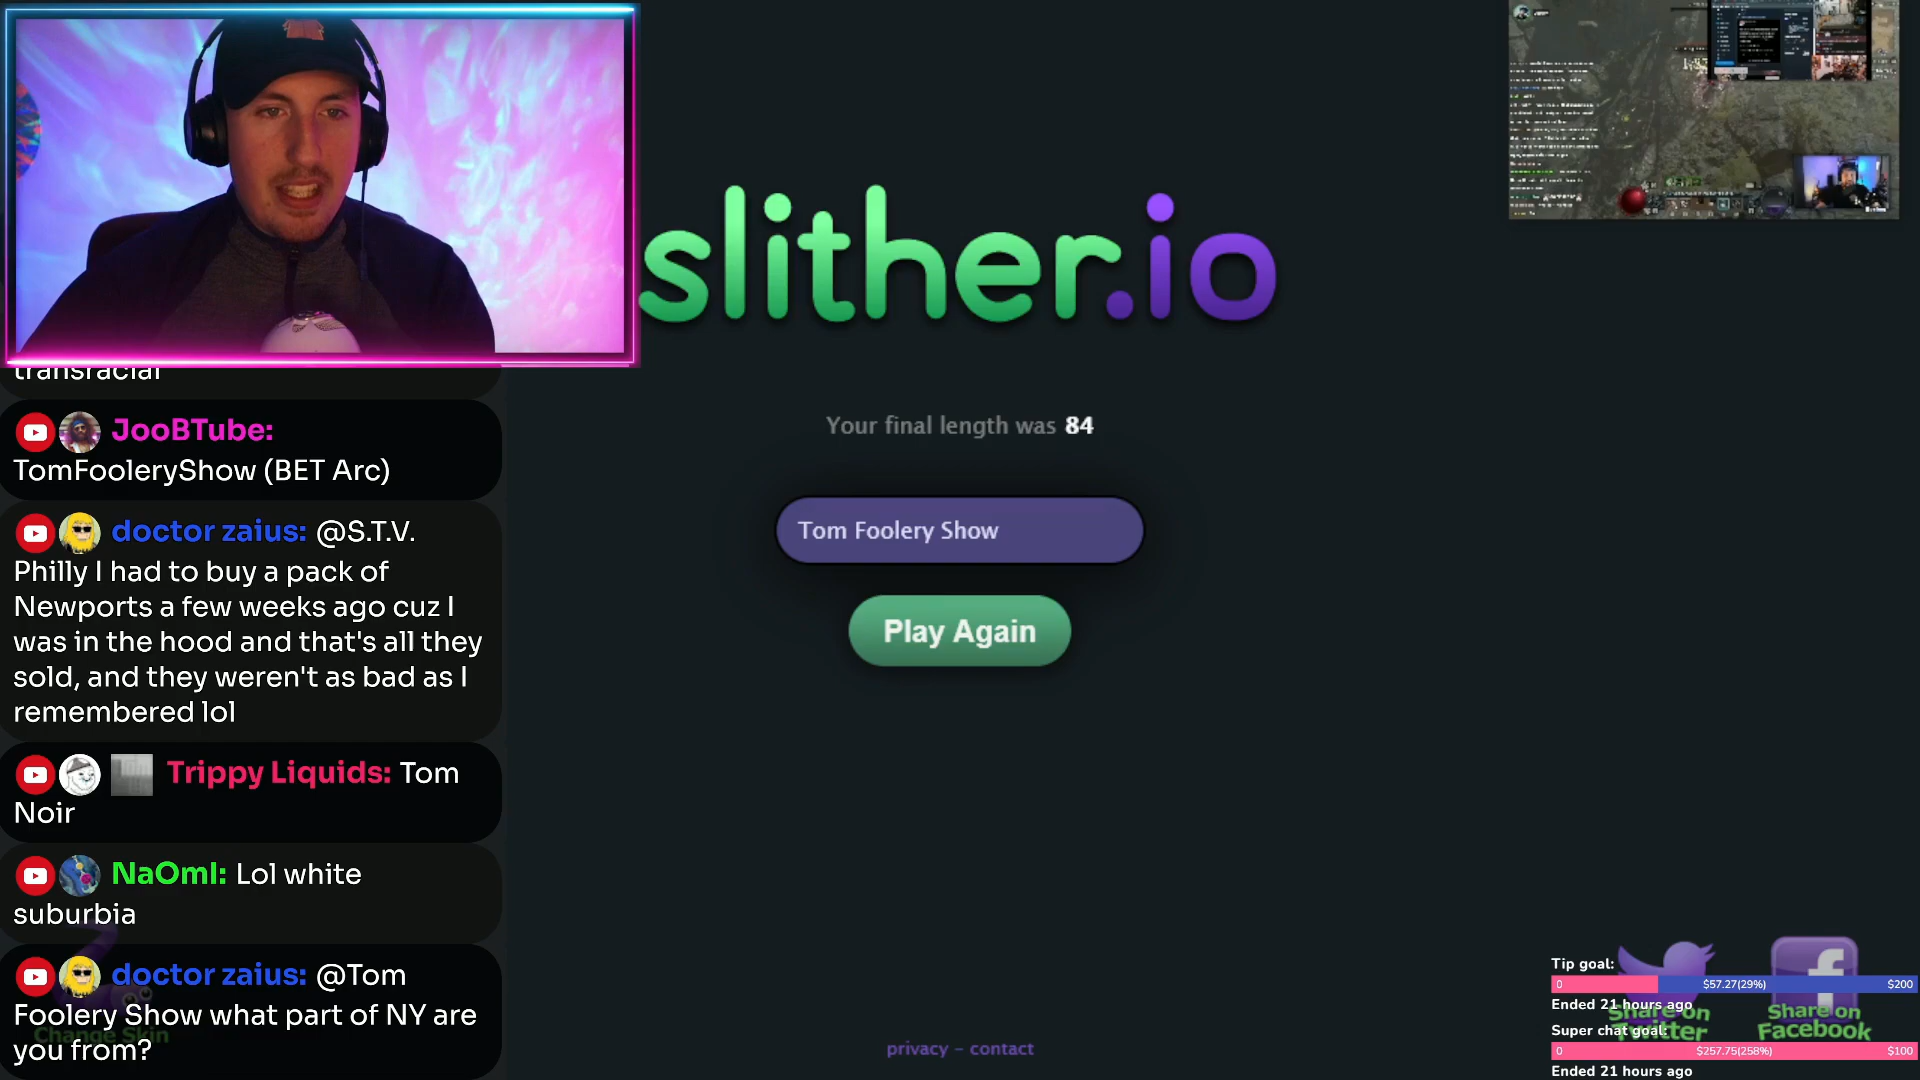 slither.io
Your final length was 84
Tom Foolery Show
Play Again
privacy - contact
transracial
JooBTube:
TomFooleryShow (BET Arc)
doctor zaius: @S.T.V.
Philly I had to buy a pack of
Newports a few weeks ago cuz I
was in the hood and that's all they
sold, and they weren't as bad as I
remembered lol
Trippy Liquids: Tom
Noir
NaOmI: Lol white
suburbia
doctor zaius: @Tom
Foolery Show what part of NY are
you from?
Change Skin
Tip goal:
0 $57.27(29%) $200
Ended 21 hours ago
Share on
Twitter
Share on
Facebook
Super chat goal:
0 $257.75(258%) $100
Ended 21 hours ago